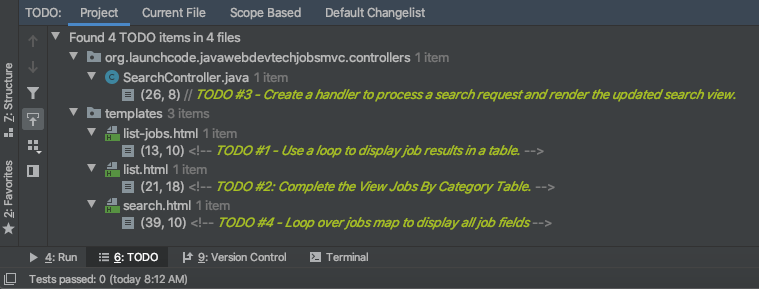 TODO: Project Current File Scope Based Default Changelist
Found 4 TODO items in 4 files
org.launchcode.javawebdevtechjobsmvc.controllers 1 item
C SearchController.java 1 item
(26, 8) // TODO #3 - Create a handler to process a search request and render the updated search view.
templates 3 items
H list-jobs.html 1 item
(13, 10) <!-- TODO #1 - Use a loop to display job results in a table. -->
H list.html 1 item
(21, 18) <!-- TODO #2: Complete the View Jobs By Category Table. -->
H search.html 1 item
(39, 10) <!-- TODO #4 - Loop over jobs map to display all job fields -->
Z: Structure
2: Favorites
4: Run 6: TODO 9: Version Control Terminal
Tests passed: 0 (today 8:12 AM)